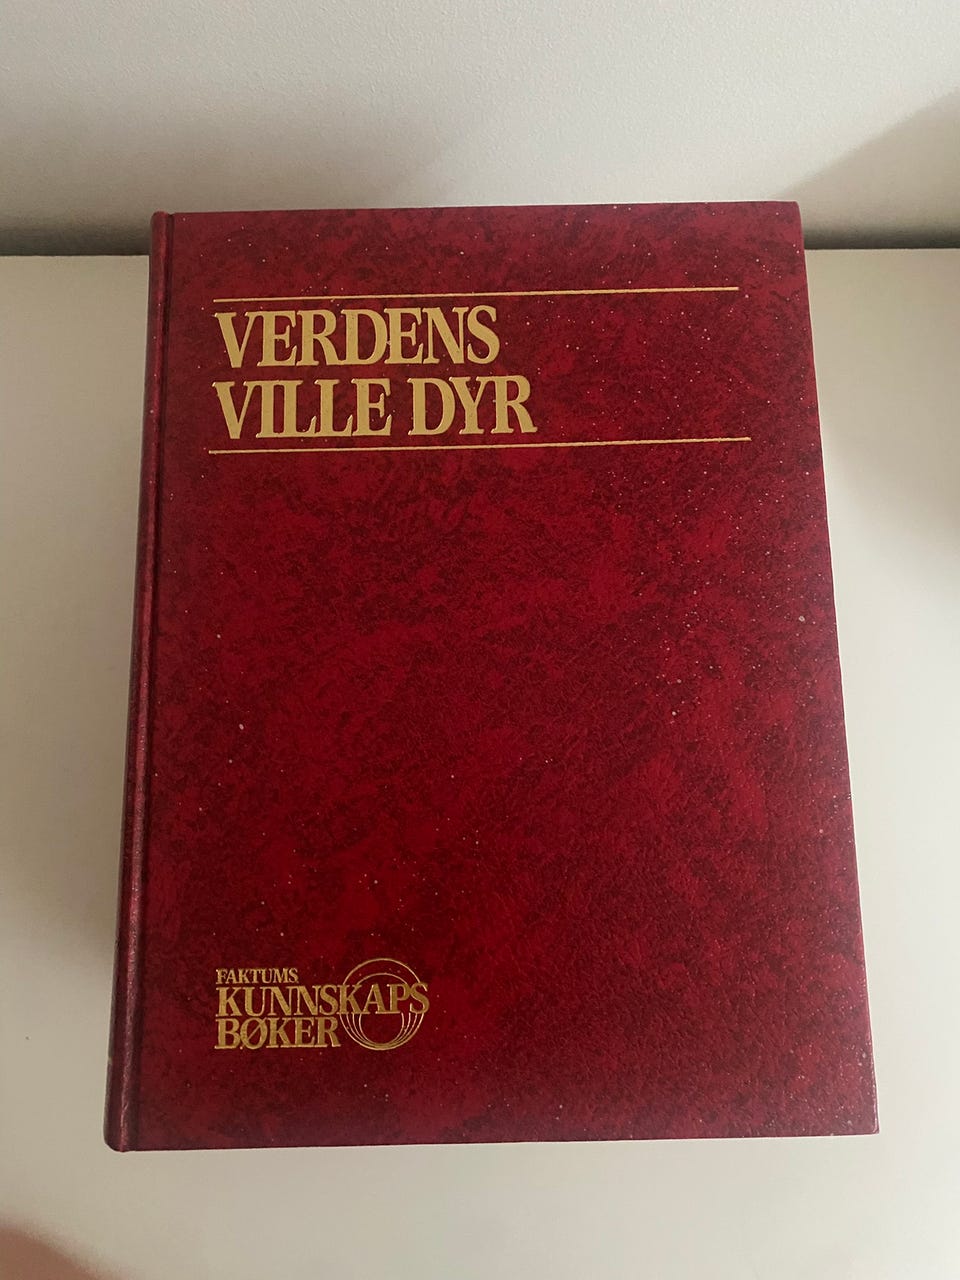 VERDENS
VILLE DYR
FAKTUMS
KUNNSKAPS
BØKER